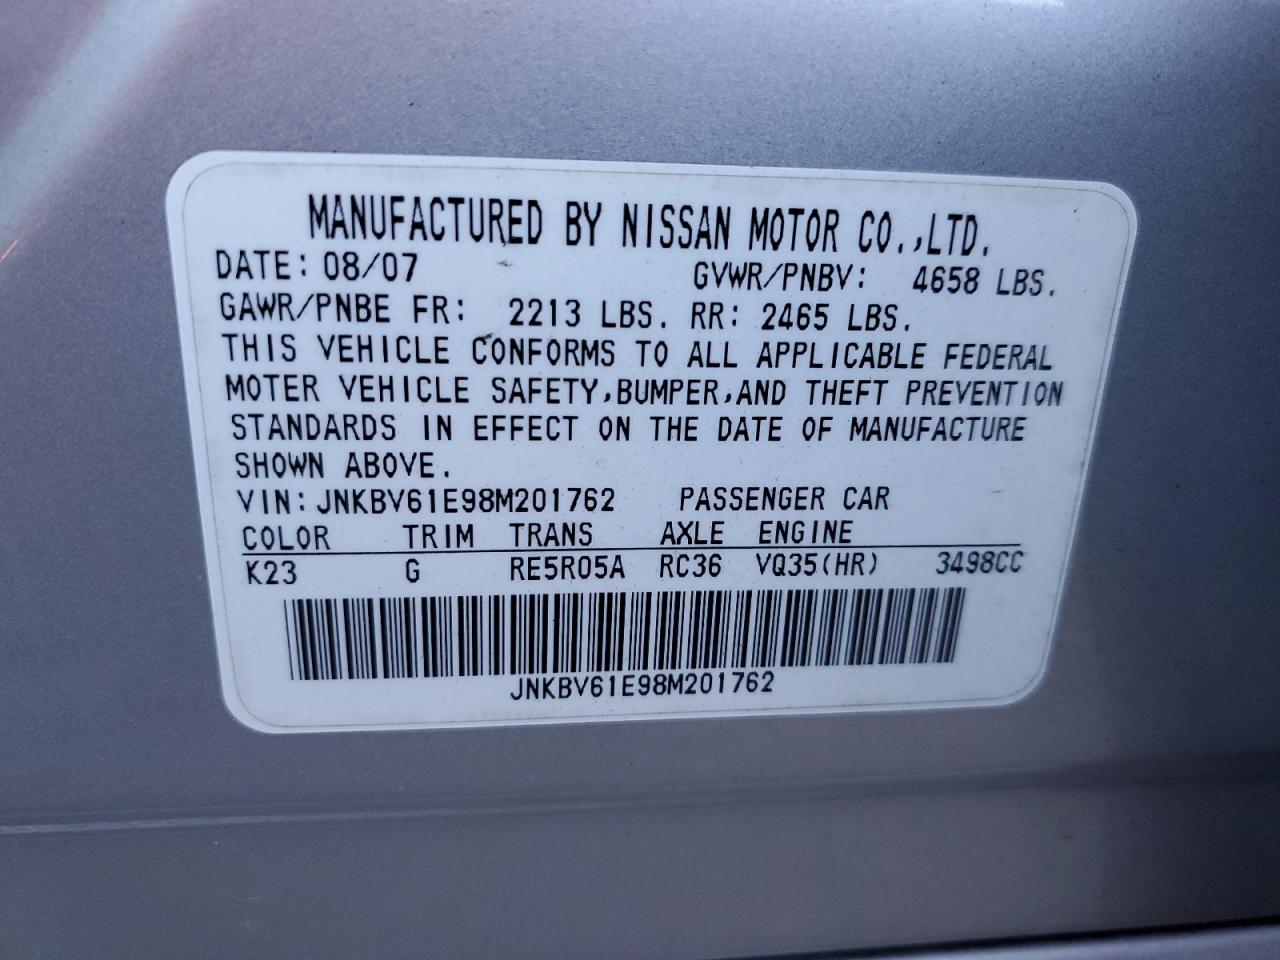 MANUFACTURED BY NISSAN MOTOR CO.,LTD.
DATE: 08/07 GVWR/PNBV: 4658 LBS.
GAWR/PNBE FR: 2213 LBS. RR: 2465 LBS.
THIS VEHICLE CONFORMS TO ALL APPLICABLE FEDERAL
MOTER VEHICLE SAFETY,BUMPER,AND THEFT PREVENTION
STANDARDS IN EFFECT ON THE DATE OF MANUFACTURE
SHOWN ABOVE.
VIN:JNKBV61E98M201762 PASSENGER CAR
COLOR TRIM TRANS AXLE ENGINE
K23 G RE5R05A RC36 VQ35(HR) 3498CC
JNKBV61E98M201762